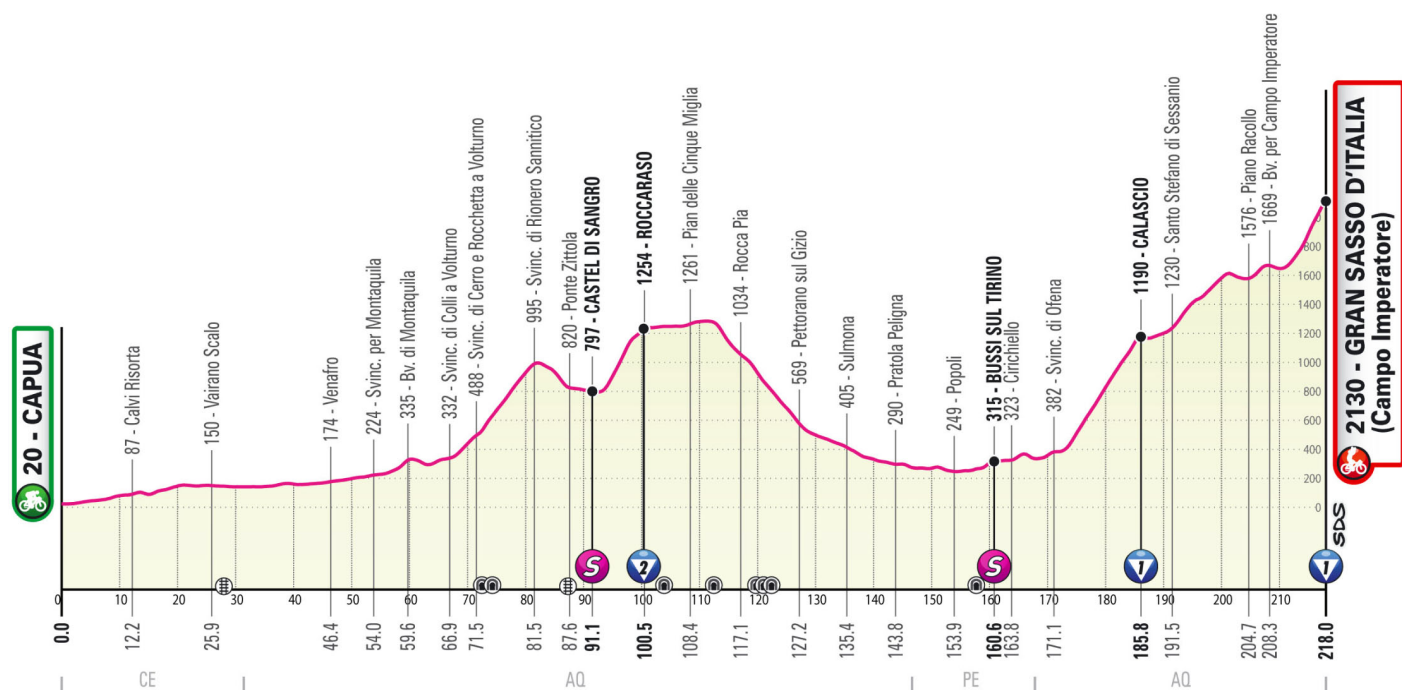 20 - CAPUA
87 - Calvi Risorta
150 - Vairano Scalo
174 - Venafro
224 - Svinc. per Montaquila
335 - Bv. di Montaquila
332 - Svinc. di Colli a Volturno
488 - Svinc. di Cerro e Rocchetta a Volturno
995 - Svinc. di Rionero Sannitico
820 - Ponte Zittola
797 - CASTEL DI SANGRO
1254 - ROCCARASO
1261 - Pian delle Cinque Miglia
1034 - Rocca Pia
569 - Pettorano sul Gizio
405 - Sulmona
290 - Pratola Peligna
249 - Popoli
315 - BUSSI SUL TIRINO
323 - Cirichiello
382 - Svinc. di Ofena
1190 - CALASCIO
1230 - Santo Stefano di Sessanio
1576 - Piano Racollo
1669 - Bv. per Campo Imperatore
2130 - GRAN SASSO D'ITALIA
(Campo Imperatore)
800
1600
1400
1200
1000
800
600
400
200
0
SDS
S
2
S
1
1
0 10 20 30 40 50 60 70 80 90 100 110 120 130 140 150 160 170 180 190 200 210
0.0
12.2
25.9
46.4
54.0
59.6
66.9
71.5
81.5
87.6
91.1
100.5
108.4
117.1
127.2
135.4
143.8
153.9
160.6
163.8
171.1
185.8
191.5
204.7
208.3
218.0
CE
AQ
PE
AQ